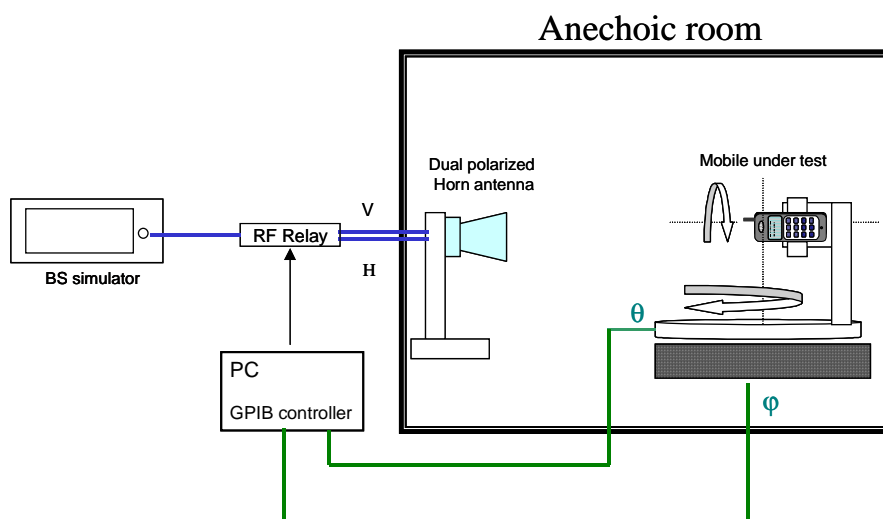 Anechoic room
Dual polarized
Horn antenna
Mobile under test
V
RF Relay
H
BS simulator
θ
PC
GPIB controller
φ